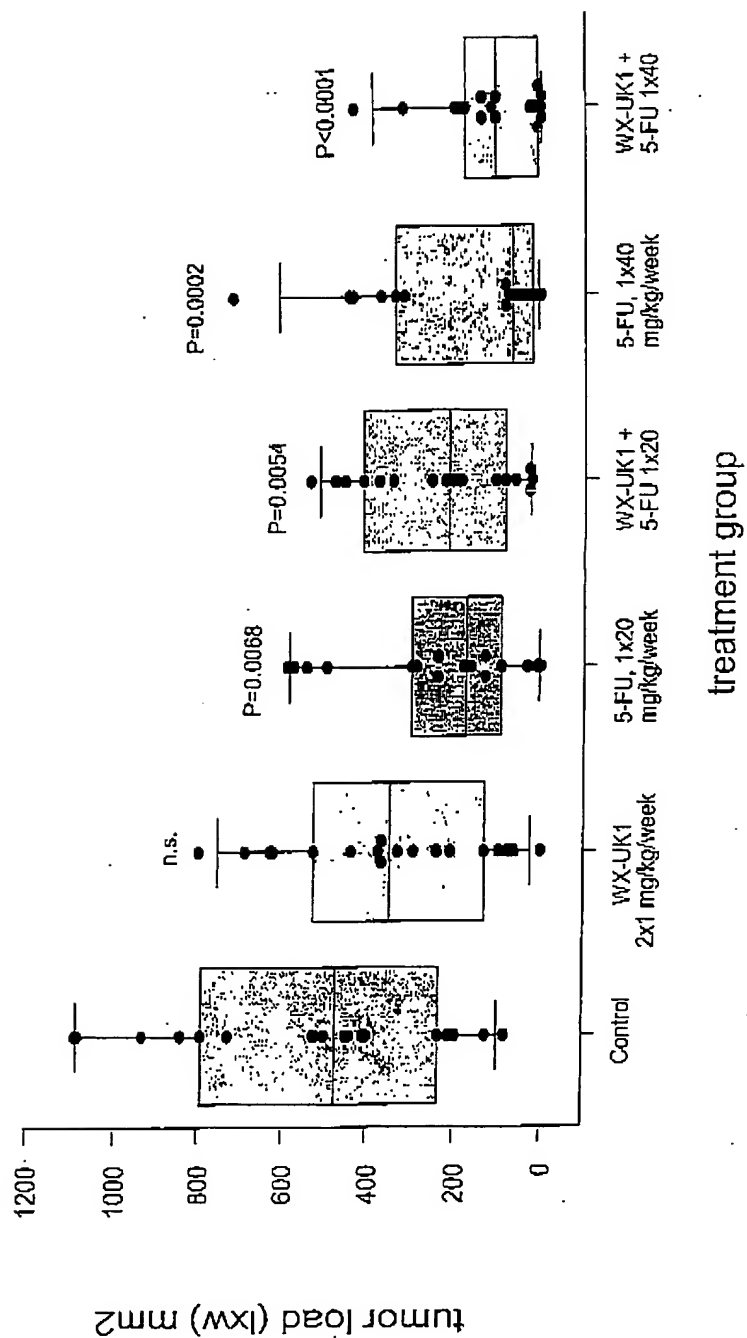 tumor load (lxw) mm2
1200
1000
800
600
400
200
0
n.s.
P=0.0068
P=0.0054
P=0.0002
P<0.0001
Control
WX-UK1
2x1 mg/kg/week
5-FU, 1x20
mg/kg/week
WX-UK1 +
5-FU 1x20
5-FU, 1x40
mg/kg/week
WX-UK1 +
5-FU 1x40
treatment group